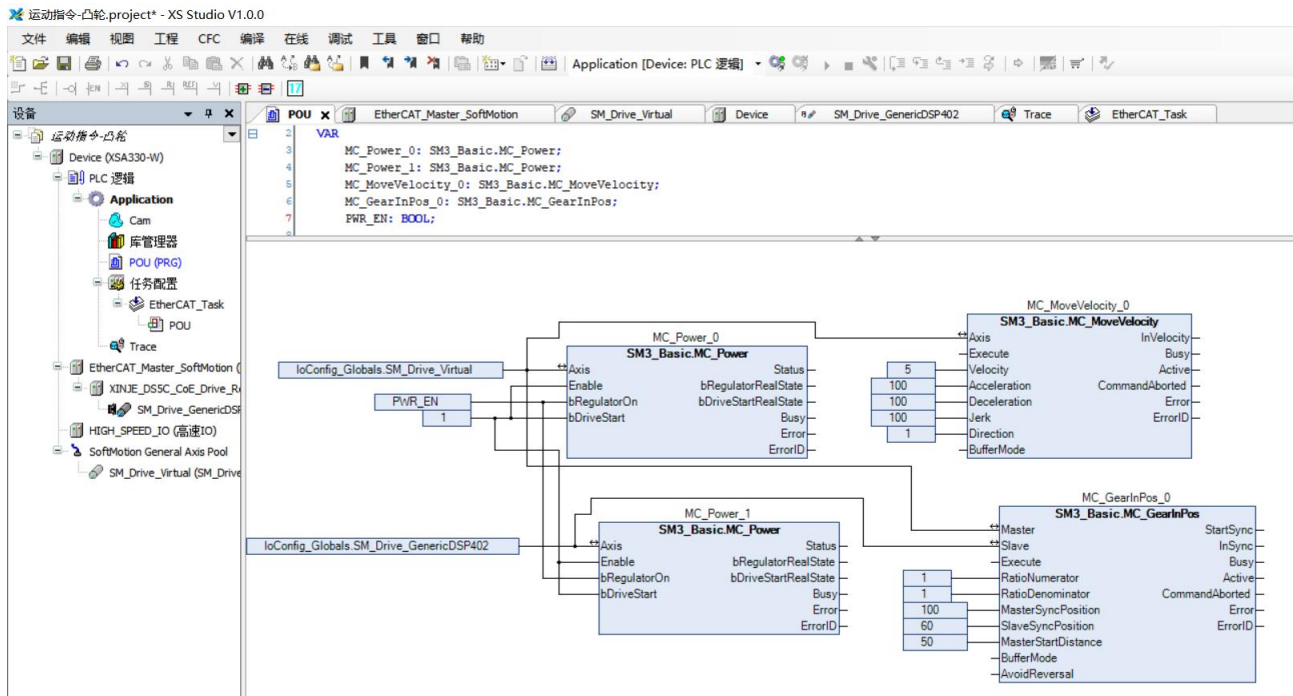 运动指令-凸轮.project* - XS Studio V1.0.0
文件 编辑 视图 工程 CFC 编译 在线 调试 工具 窗口 帮助
Application [Device: PLC 逻辑]
设备
运动指令-凸轮
Device (XSA330-W)
PLC 逻辑
Application
Cam
库管理器
POU (PRG)
任务配置
EtherCAT_Task
POU
Trace
EtherCAT_Master_SoftMotion (
XINJE_DS5C_CoE_Drive_R
SM_Drive_GenericDSF
HIGH_SPEED_IO (高速IO)
SoftMotion General Axis Pool
SM_Drive_Virtual (SM_Drive
POU EtherCAT_Master_SoftMotion SM_Drive_Virtual Device SM_Drive_GenericDSP402 Trace EtherCAT_Task
2 VAR
3 MC_Power_0: SM3_Basic.MC_Power;
4 MC_Power_1: SM3_Basic.MC_Power;
5 MC_MoveVelocity_0: SM3_Basic.MC_MoveVelocity;
6 MC_GearInPos_0: SM3_Basic.MC_GearInPos;
7 PWR_EN: BOOL;
IoConfig_Globals.SM_Drive_Virtual
PWR_EN
1
MC_Power_0
SM3_Basic.MC_Power
Axis Status
Enable bRegulatorRealState
bRegulatorOn bDriveStartRealState
bDriveStart Busy
Error
ErrorID
MC_MoveVelocity_0
SM3_Basic.MC_MoveVelocity
Axis InVelocity
Execute Busy
5 Velocity Active
100 Acceleration CommandAborted
100 Deceleration Error
100 Jerk ErrorID
1 Direction
BufferMode
IoConfig_Globals.SM_Drive_GenericDSP402
MC_Power_1
SM3_Basic.MC_Power
Axis Status
Enable bRegulatorRealState
bRegulatorOn bDriveStartRealState
bDriveStart Busy
Error
ErrorID
MC_GearInPos_0
SM3_Basic.MC_GearInPos
Master StartSync
Slave InSync
Execute Busy
1 RatioNumerator Active
1 RatioDenominator CommandAborted
100 MasterSyncPosition Error
60 SlaveSyncPosition ErrorID
50 MasterStartDistance
BufferMode
AvoidReversal